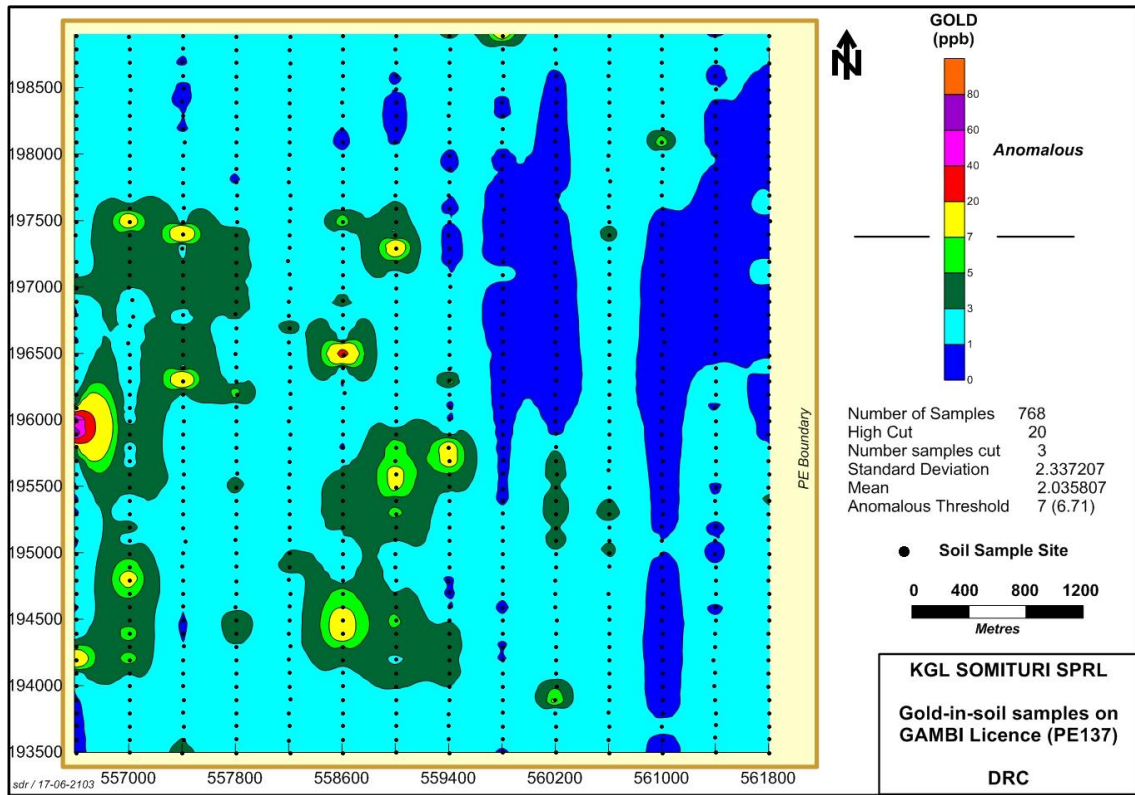 GOLD
(ppb)
N
80
60
40
20
7
5
3
1
0
Anomalous
198500
198000
197500
197000
196500
196000
195500
195000
194500
194000
193500
557000
557800
558600
559400
560200
561000
561800
PE Boundary
Number of Samples 768
High Cut 20
Number samples cut 3
Standard Deviation 2.337207
Mean 2.035807
Anomalous Threshold 7 (6.71)
Soil Sample Site
0 400 800 1200
Metres
KGL SOMITURI SPRL
Gold-in-soil samples on
GAMBI Licence (PE137)
DRC
sdr / 17-06-2103